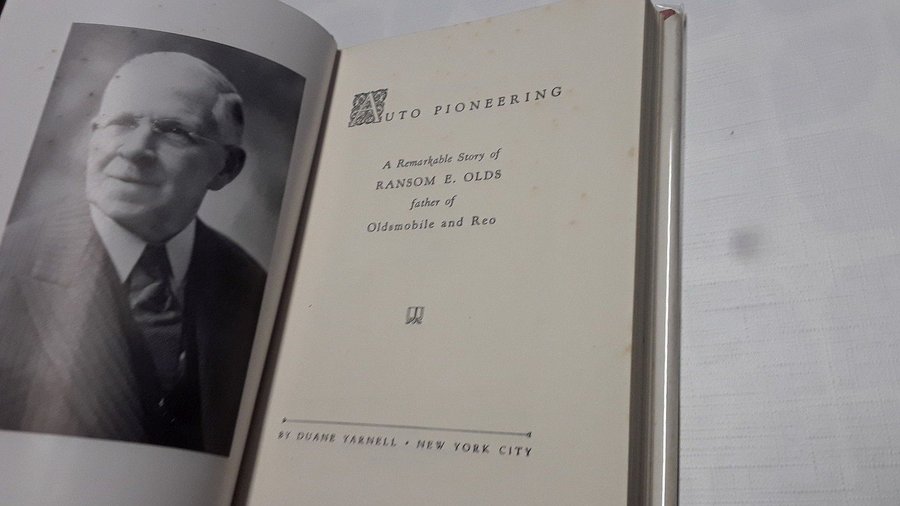 AUTO PIONEERING
A Remarkable Story of
RANSOM E. OLDS
father of
Oldsmobile and Reo
BY DUANE YARNELL • NEW YORK CITY